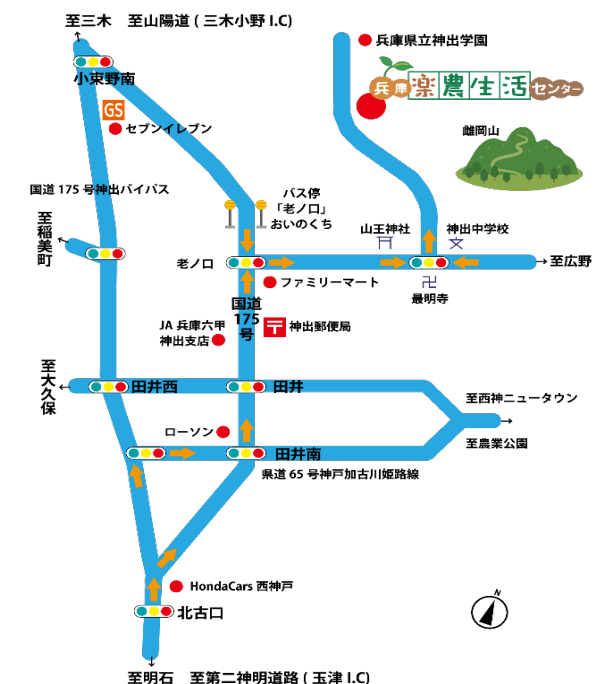 至三木 至山陽道 ( 三木小野 I.C)
小束野南
GS
セブンイレブン
兵庫県立神出学園
兵庫楽農生活センター
雌岡山
国道 175 号神出バイパス
バス停
「老ノ口」
おいのくち
至稲美町
山王神社
神出中学校
文
老ノ口
至広野
卍
最明寺
ファミリーマート
国道
175
号
〒
神出郵便局
JA 兵庫六甲
神出支店
至大久保
田井西
田井
至西神ニュータウン
ローソン
至農業公園
田井南
県道 65 号神戸加古川姫路線
HondaCars 西神戸
N
北古口
至明石 至第二神明道路 ( 玉津 I.C)